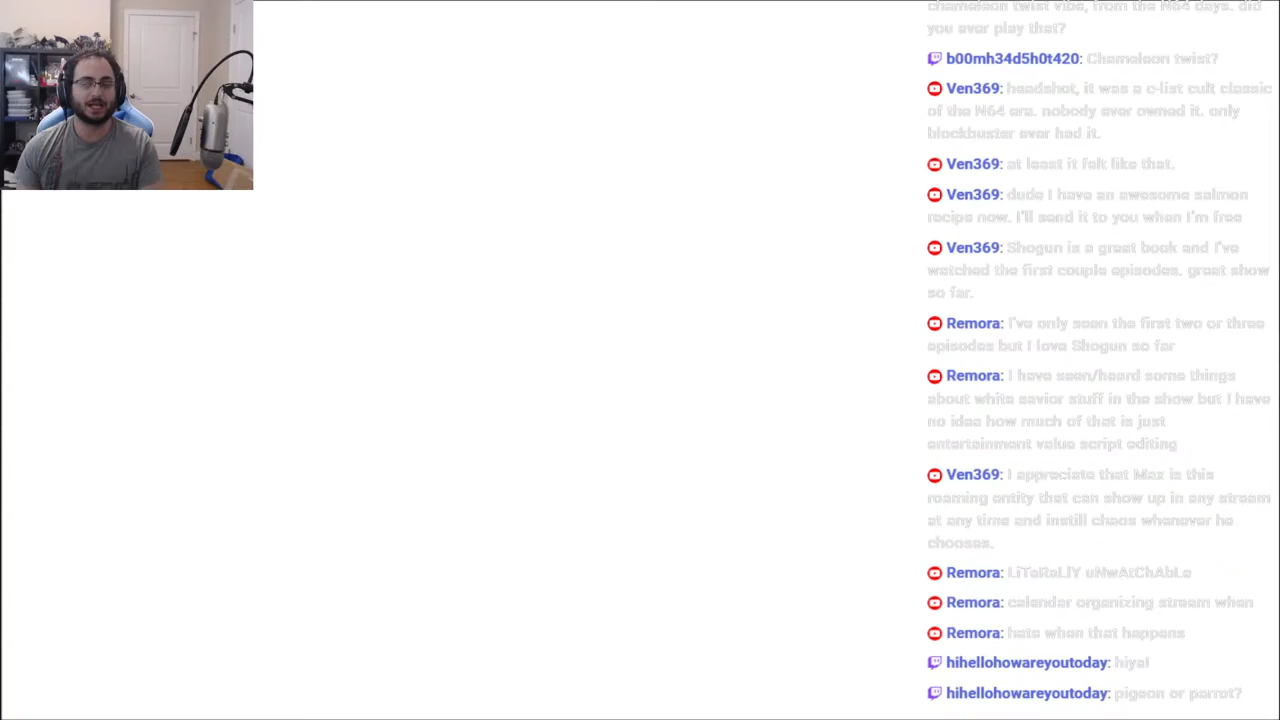 chameleon twist vibe, from the N64 days. did
you ever play that?
b00mh34d5h0t420: Chameleon twist?
Ven369: headshot, it was a c-list cult classic
of the N64 era. nobody ever owned it. only
blockbuster ever had it.
Ven369: at least it felt like that.
Ven369: dude I have an awesome salmon
recipe now. I'll send it to you when I'm free
Ven369: Shogun is a great book and I've
watched the first couple episodes. great show
so far.
Remora: I've only seen the first two or three
episodes but I love Shogun so far
Remora: I have seen/heard some things
about white savior stuff in the show but I have
no idea how much of that is just
entertainment value script editing
Ven369: I appreciate that Max is this
roaming entity that can show up in any stream
at any time and instill chaos whenever he
chooses.
Remora: LiTeRaLlY uNwAtChAbLe
Remora: calendar organizing stream when
Remora: hate when that happens
hihellohowareyoutoday: hiya!
hihellohowareyoutoday: pigeon or parrot?